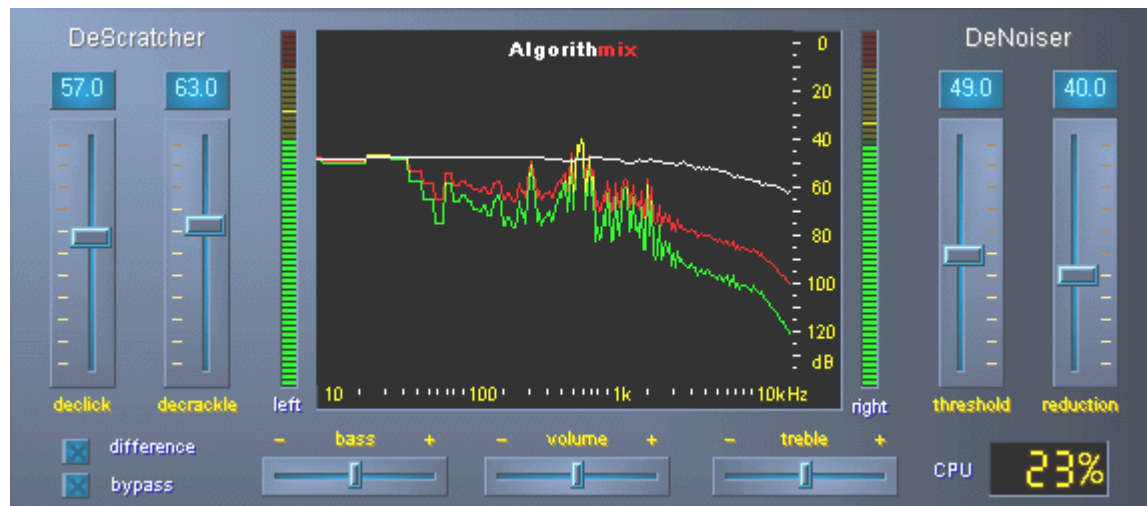 DeScratcher
DeNoiser
Algorithmix
57.0
63.0
49.0
40.0
0
20
40
60
80
100
120
dB
10 100 1k 10kHz
declick
decrackle
left
right
threshold
reduction
difference
bypass
- bass +
- volume +
- treble +
CPU
23%